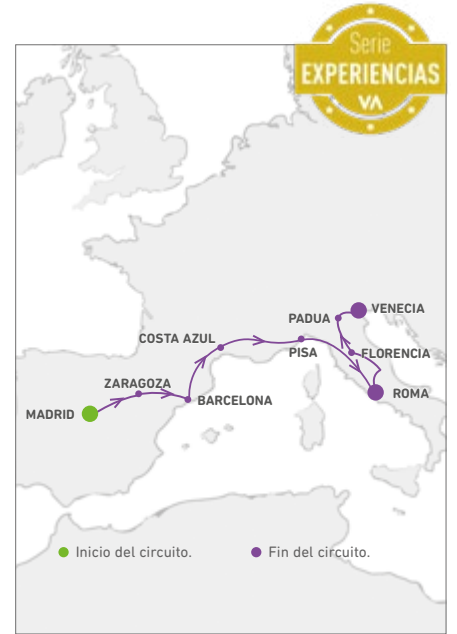 Serie
EXPERIENCIAS
VA
VENECIA
PADUA
COSTA AZUL
PISA
FLORENCIA
ZARAGOZA
BARCELONA
ROMA
MADRID
Inicio del circuito.
Fin del circuito.